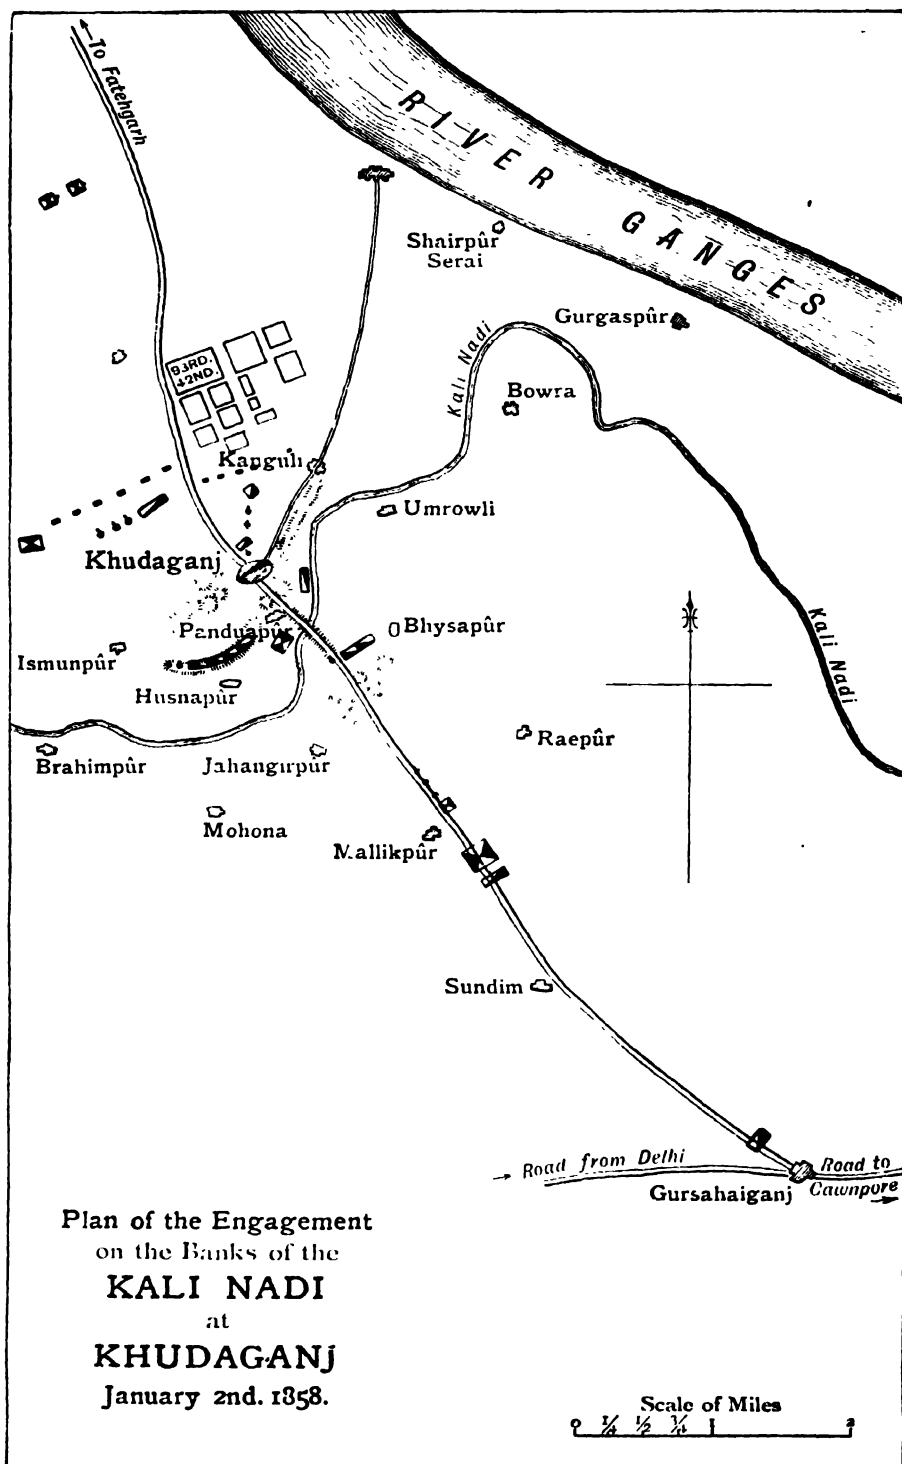 To Fatehgarh
RIVER GANGES
Shairpûr
Serai
Gurgaspûr
Kali Nadi
93RD.
42ND.
Bowra
Kanguli
Umrowli
Khudaganj
Panduapûr
Bhysapûr
Kali Nadi
Ismunpûr
Husnapûr
Raepûr
Brahimpûr
Jahangirpûr
Mohona
Mallikpûr
Sundim
Road from Delhi
Road to
Cawnpore
Gursahaiganj
Plan of the Engagement
on the Banks of the
KALI NADI
at
KHUDAGANJ
January 2nd. 1858.
Scale of Miles
0 1/4 1/2 3/4 1 2